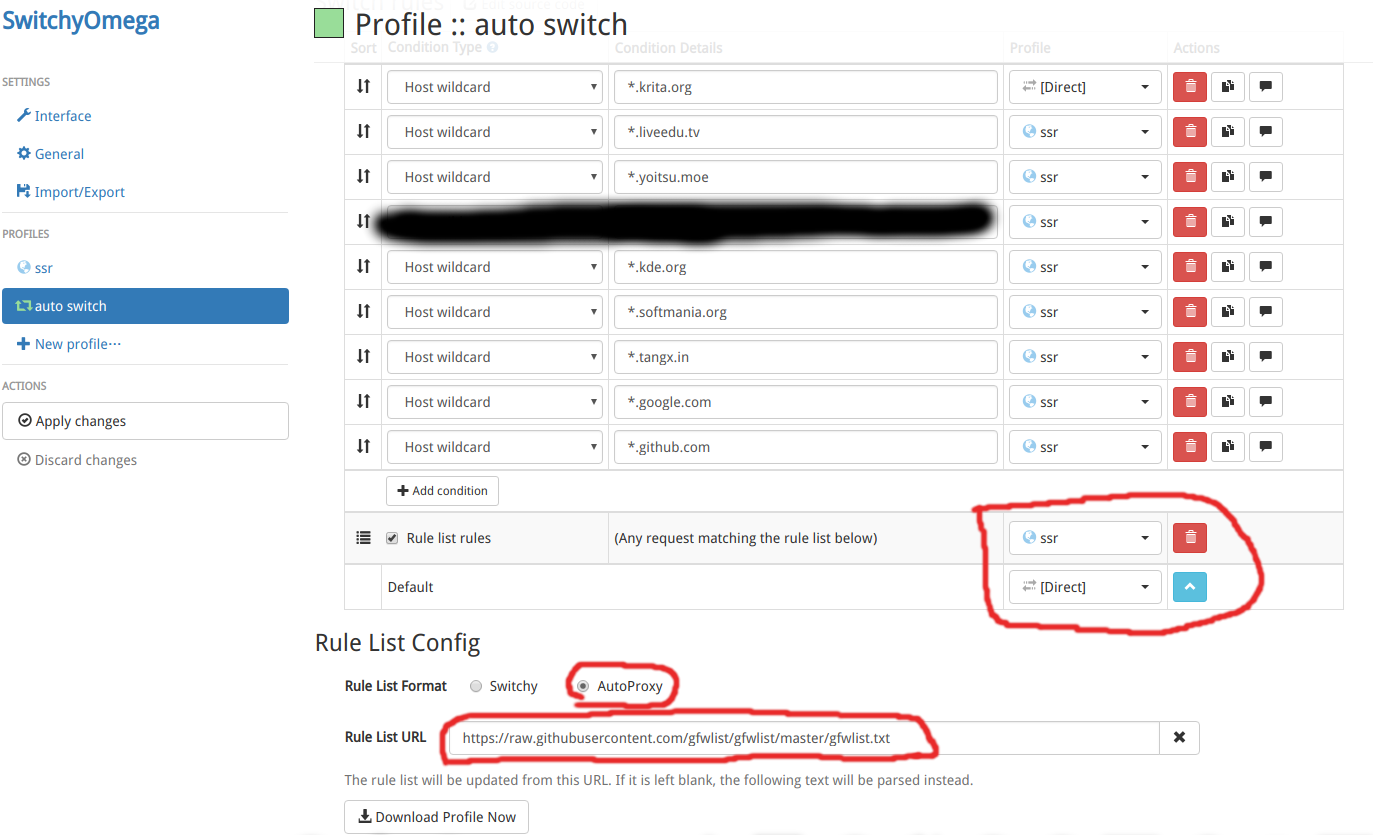 SwitchyOmega
Profile :: auto switch
Sort Condition Type Condition Details Profile Actions
SETTINGS
Interface
General
Import/Export
PROFILES
ssr
auto switch
New profile···
ACTIONS
Apply changes
Discard changes
Host wildcard *.krita.org [Direct]
Host wildcard *.liveedu.tv ssr
Host wildcard *.yoitsu.moe ssr
ssr
Host wildcard *.kde.org ssr
Host wildcard *.softmania.org ssr
Host wildcard *.tangx.in ssr
Host wildcard *.google.com ssr
Host wildcard *.github.com ssr
Add condition
Rule list rules (Any request matching the rule list below) ssr
Default [Direct]
Rule List Config
Rule List Format Switchy AutoProxy
Rule List URL https://raw.githubusercontent.com/gfwlist/gfwlist/master/gfwlist.txt
The rule list will be updated from this URL. If it is left blank, the following text will be parsed instead.
Download Profile Now